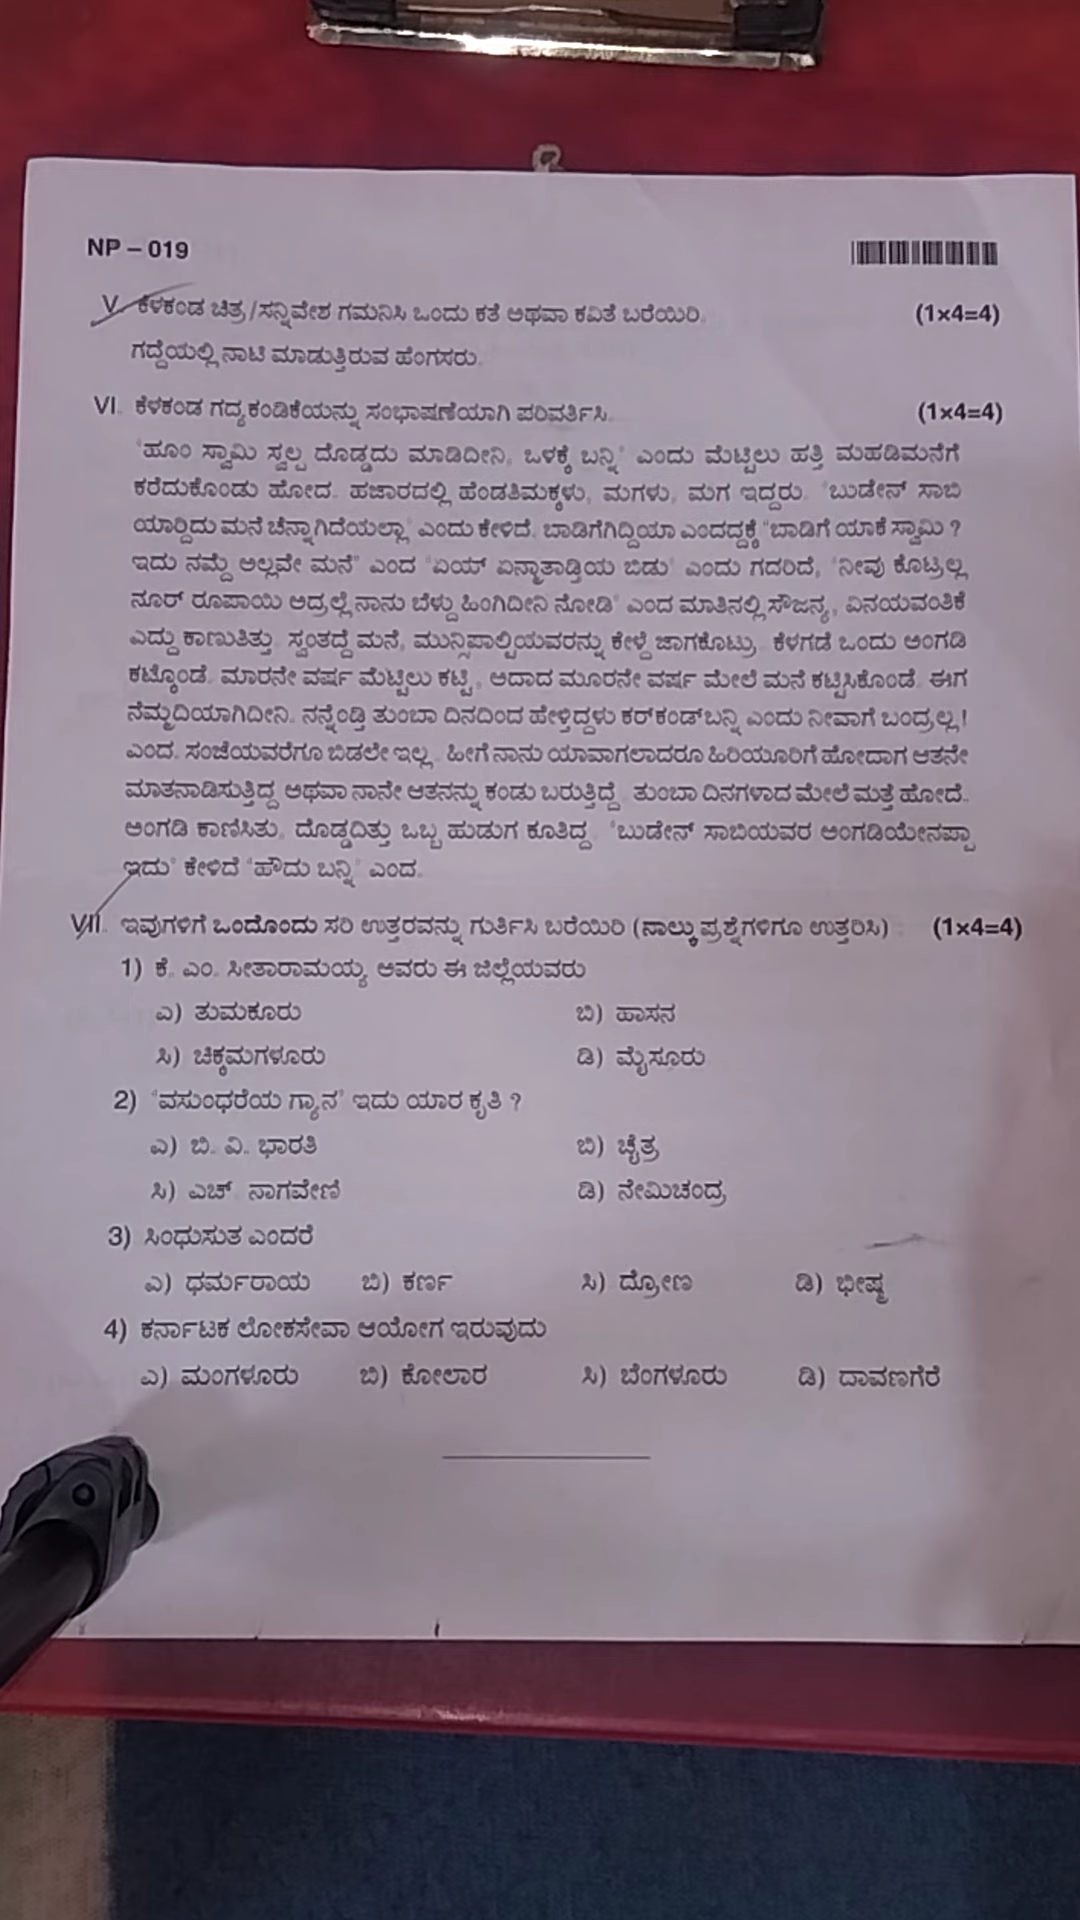 NP – 019
V. ಕೆಳಕಂಡ ಚಿತ್ರ/ಸನ್ನಿವೇಶ ಗಮನಿಸಿ ಒಂದು ಕತೆ ಅಥವಾ ಕವಿತೆ ಬರೆಯಿರಿ. (1×4=4)
ಗದ್ದೆಯಲ್ಲಿ ನಾಟಿ ಮಾಡುತ್ತಿರುವ ಹೆಂಗಸರು.
VI. ಕೆಳಕಂಡ ಗದ್ಯಕಂಡಿಕೆಯನ್ನು ಸಂಭಾಷಣೆಯಾಗಿ ಪರಿವರ್ತಿಸಿ. (1×4=4)
"ಹೂಂ ಸ್ವಾಮಿ ಸ್ವಲ್ಪ ದೊಡ್ಡದು ಮಾಡಿದೀನಿ, ಒಳಕ್ಕೆ ಬನ್ನಿ" ಎಂದು ಮೆಟ್ಟಿಲು ಹತ್ತಿ ಮಹಡಿಮನೆಗೆ
ಕರೆದುಕೊಂಡು ಹೋದ. ಹಜಾರದಲ್ಲಿ ಹೆಂಡತಿಮಕ್ಕಳು, ಮಗಳು, ಮಗ ಇದ್ದರು. "ಬುಡೇನ್ ಸಾಬಿ
ಯಾರ್ದಿದು ಮನೆ ಚೆನ್ನಾಗಿದೆಯಲ್ಲಾ" ಎಂದು ಕೇಳಿದೆ. ಬಾಡಿಗೆಗಿದ್ದಿಯಾ ಎಂದದ್ದಕ್ಕೆ "ಬಾಡಿಗೆ ಯಾಕೆ ಸ್ವಾಮಿ ?
ಇದು ನಮ್ದೆ ಅಲ್ಲವೇ ಮನೆ" ಎಂದ "ಏಯ್ ಏನ್ಮಾತಾಡ್ತಿಯ ಬಿಡು" ಎಂದು ಗದರಿದೆ, "ನೀವು ಕೊಟ್ರಲ್ಲ
ನೂರ್ ರೂಪಾಯಿ ಅದ್ರಲ್ಲೆ ನಾನು ಬೆಳ್ದು ಹಿಂಗಿದೀನಿ ನೋಡಿ" ಎಂದ ಮಾತಿನಲ್ಲಿ ಸೌಜನ್ಯ, ವಿನಯವಂತಿಕೆ
ಎದ್ದು ಕಾಣುತಿತ್ತು. ಸ್ವಂತದ್ದೆ ಮನೆ, ಮುನ್ಸಿಪಾಲ್ಟಿಯವರನ್ನು ಕೇಳ್ದೆ ಜಾಗಕೊಟ್ರು. ಕೆಳಗಡೆ ಒಂದು ಅಂಗಡಿ
ಕಟ್ಕೊಂಡೆ. ಮಾರನೇ ವರ್ಷ ಮೆಟ್ಟಿಲು ಕಟ್ಟಿ, ಅದಾದ ಮೂರನೇ ವರ್ಷ ಮೇಲೆ ಮನೆ ಕಟ್ಟಿಸಿಕೊಂಡೆ. ಈಗ
ನೆಮ್ಮದಿಯಾಗಿದೀನಿ. ನನ್ನೆಂಡ್ತಿ ತುಂಬಾ ದಿನದಿಂದ ಹೇಳ್ತಿದ್ದಳು ಕರ್‌ಕಂಡ್‌ಬನ್ನಿ ಎಂದು ನೀವಾಗೆ ಬಂದ್ರಲ್ಲ!
ಎಂದ. ಸಂಜೆಯವರೆಗೂ ಬಿಡಲೇ ಇಲ್ಲ. ಹೀಗೆ ನಾನು ಯಾವಾಗಲಾದರೂ ಹಿರಿಯೂರಿಗೆ ಹೋದಾಗ ಆತನೇ
ಮಾತನಾಡಿಸುತ್ತಿದ್ದ ಅಥವಾ ನಾನೇ ಆತನನ್ನು ಕಂಡು ಬರುತ್ತಿದ್ದೆ. ತುಂಬಾ ದಿನಗಳಾದ ಮೇಲೆ ಮತ್ತೆ ಹೋದೆ.
ಅಂಗಡಿ ಕಾಣಿಸಿತು. ದೊಡ್ಡದಿತ್ತು ಒಬ್ಬ ಹುಡುಗ ಕೂತಿದ್ದ. "ಬುಡೇನ್ ಸಾಬಿಯವರ ಅಂಗಡಿಯೇನಪ್ಪಾ
ಇದು" ಕೇಳಿದೆ "ಹೌದು ಬನ್ನಿ" ಎಂದ.
VII. ಇವುಗಳಿಗೆ ಒಂದೊಂದು ಸರಿ ಉತ್ತರವನ್ನು ಗುರ್ತಿಸಿ ಬರೆಯಿರಿ (ನಾಲ್ಕು ಪ್ರಶ್ನೆಗಳಿಗೂ ಉತ್ತರಿಸಿ) : (1×4=4)
1) ಕೆ. ಎಂ. ಸೀತಾರಾಮಯ್ಯ ಅವರು ಈ ಜಿಲ್ಲೆಯವರು
ಎ) ತುಮಕೂರು ಬಿ) ಹಾಸನ
ಸಿ) ಚಿಕ್ಕಮಗಳೂರು ಡಿ) ಮೈಸೂರು
2) "ವಸುಂಧರೆಯ ಗ್ಯಾನ" ಇದು ಯಾರ ಕೃತಿ ?
ಎ) ಬಿ. ವಿ. ಭಾರತಿ ಬಿ) ಚೈತ್ರ
ಸಿ) ಎಚ್. ನಾಗವೇಣಿ ಡಿ) ನೇಮಿಚಂದ್ರ
3) ಸಿಂಧುಸುತ ಎಂದರೆ
ಎ) ಧರ್ಮರಾಯ ಬಿ) ಕರ್ಣ ಸಿ) ದ್ರೋಣ ಡಿ) ಭೀಷ್ಮ
4) ಕರ್ನಾಟಕ ಲೋಕಸೇವಾ ಆಯೋಗ ಇರುವುದು
ಎ) ಮಂಗಳೂರು ಬಿ) ಕೋಲಾರ ಸಿ) ಬೆಂಗಳೂರು ಡಿ) ದಾವಣಗೆರೆ